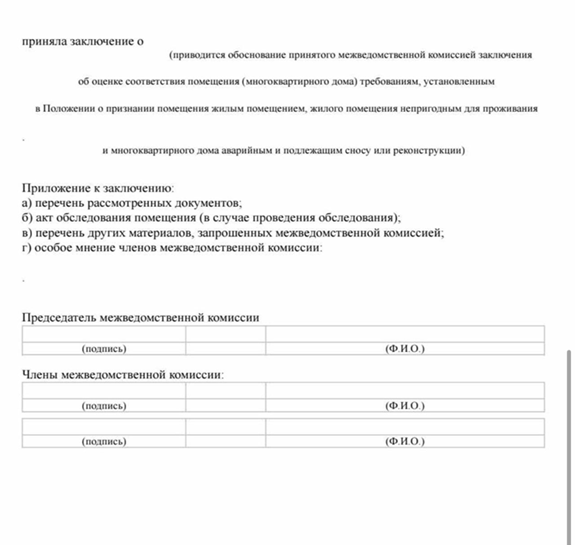 приняла заключение о
(приводится обоснование принятого межведомственной комиссией заключения
об оценке соответствия помещения (многоквартирного дома) требованиям, установленным
в Положении о признании помещения жилым помещением, жилого помещения непригодным для проживания
.
и многоквартирного дома аварийным и подлежащим сносу или реконструкции)
Приложение к заключению:
а) перечень рассмотренных документов;
б) акт обследования помещения (в случае проведения обследования);
в) перечень других материалов, запрошенных межведомственной комиссией;
г) особое мнение членов межведомственной комиссии:
.
Председатель межведомственной комиссии
(подпись) (Ф.И.О.)
Члены межведомственной комиссии:
(подпись) (Ф.И.О.)
(подпись) (Ф.И.О.)